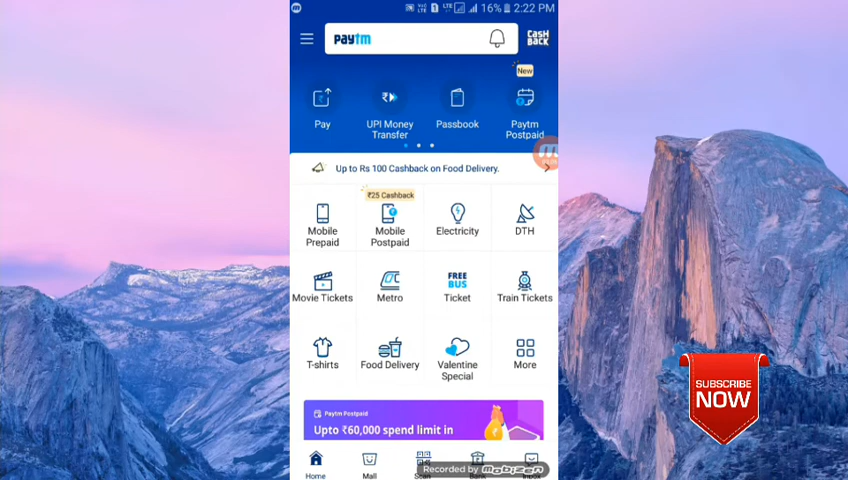 16% 2:22 PM
paytm
CASH
BACK
New
Pay
UPI Money
Transfer
Passbook
Paytm
Postpaid
Up to Rs 100 Cashback on Food Delivery.
₹25 Cashback
Mobile
Prepaid
Mobile
Postpaid
Electricity
DTH
Movie Tickets
Metro
FREE
BUS
Ticket
Train Tickets
T-shirts
Food Delivery
Valentine
Special
More
SUBSCRIBE
NOW
Paytm Postpaid
Upto ₹60,000 spend limit in
Home
Mall
Recorded by Mobizen